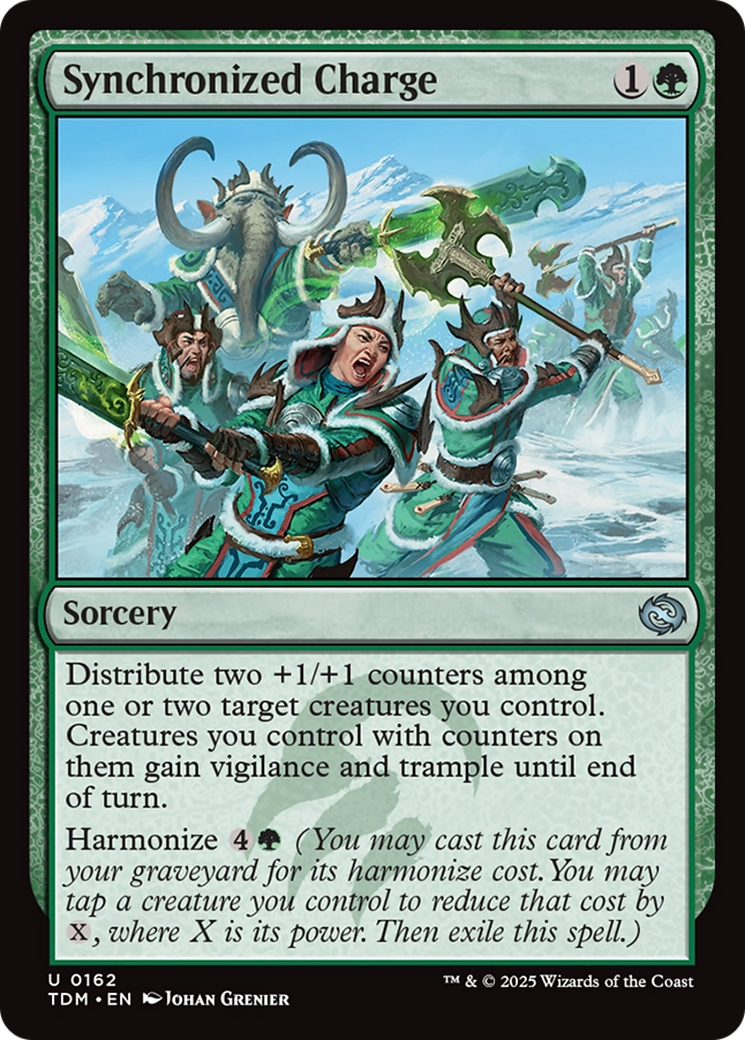 Synchronized Charge 1
Sorcery
Distribute two +1/+1 counters among
one or two target creatures you control.
Creatures you control with counters on
them gain vigilance and trample until end
of turn.
Harmonize 4 (You may cast this card from
your graveyard for its harmonize cost. You may
tap a creature you control to reduce that cost by
X, where X is its power. Then exile this spell.)
U 0162
™ & © 2025 Wizards of the Coast
TDM • EN Johan Grenier